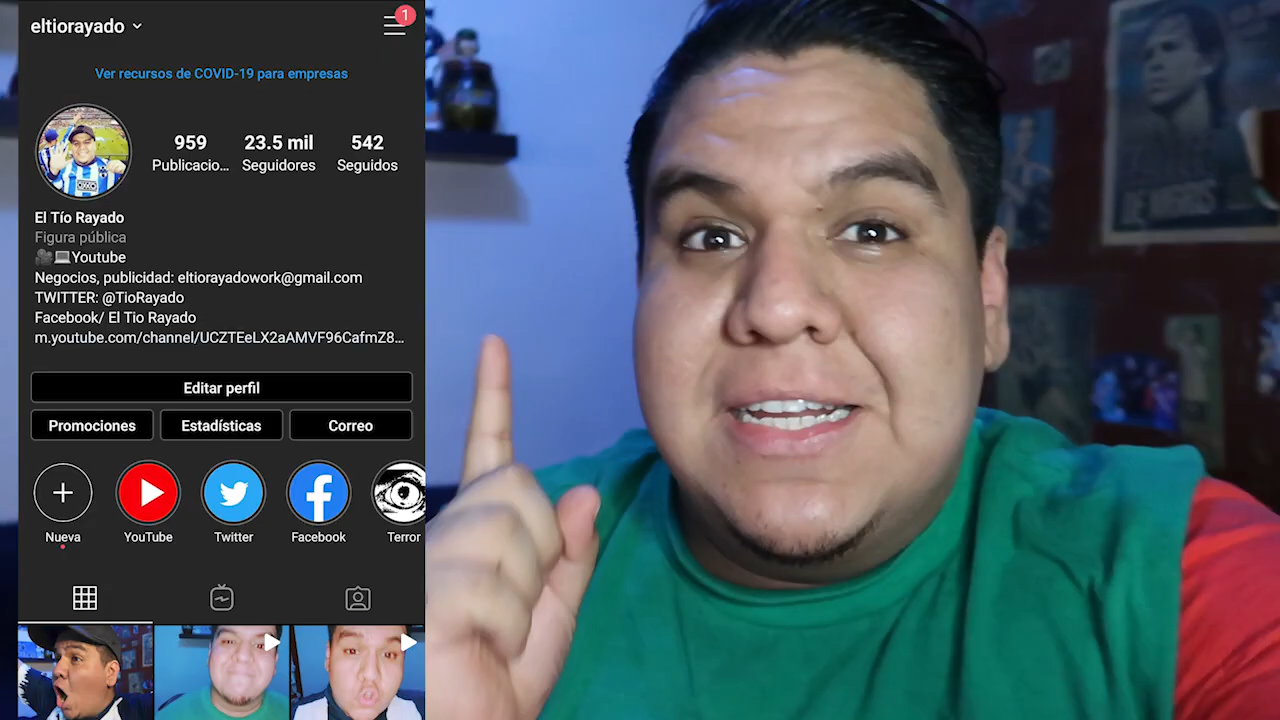 eltiorayado
1
Ver recursos de COVID-19 para empresas
959
23.5 mil
542
Publicacio...
Seguidores
Seguidos
El Tío Rayado
Figura pública
Youtube
Negocios, publicidad: eltiorayadowork@gmail.com
TWITTER: @TioRayado
Facebook/ El Tio Rayado
m.youtube.com/channel/UCZTEeLX2aAMVF96CafmZ8...
Editar perfil
Promociones
Estadísticas
Correo
Nueva
YouTube
Twitter
Facebook
Terror